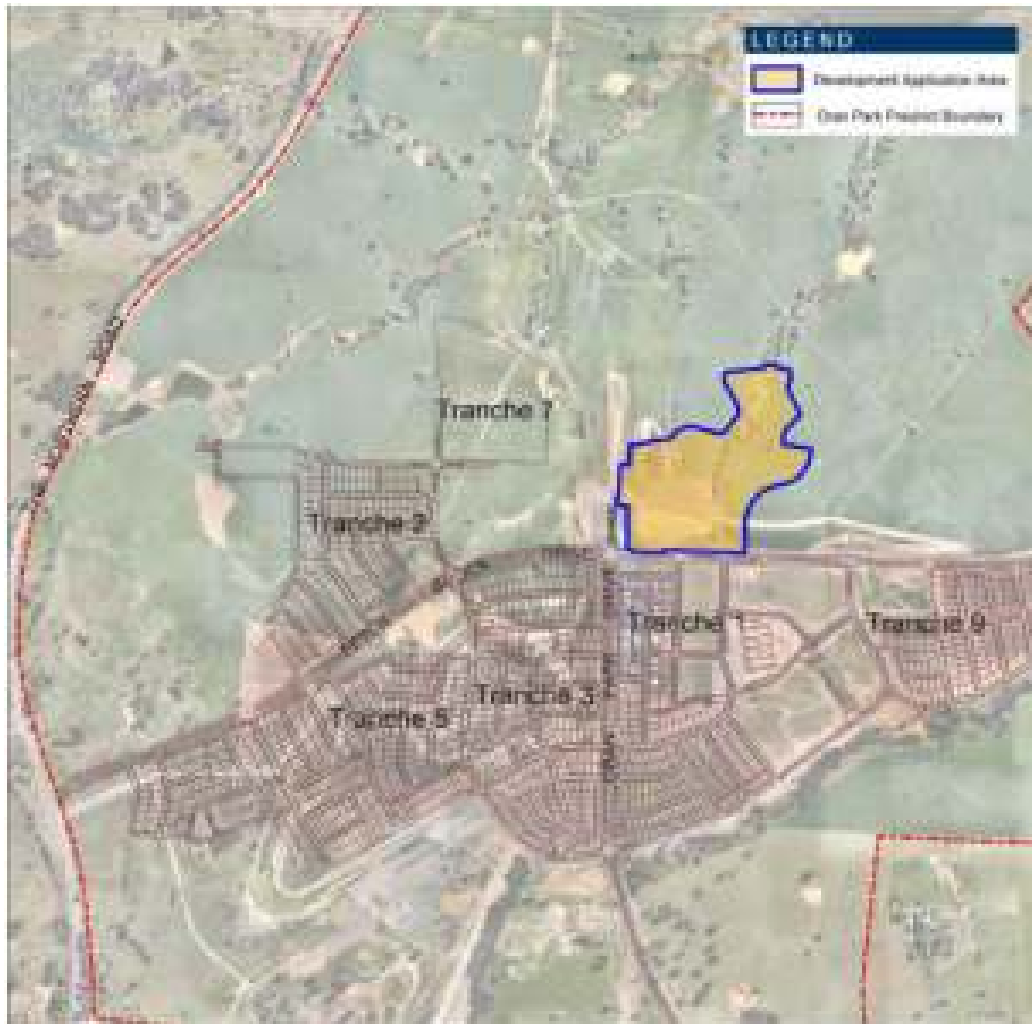 LEGEND
Development Application Area
Oran Park Precinct Boundary
Tranche 7
Tranche 2
Tranche 1
Tranche 9
Tranche 3
Tranche 5